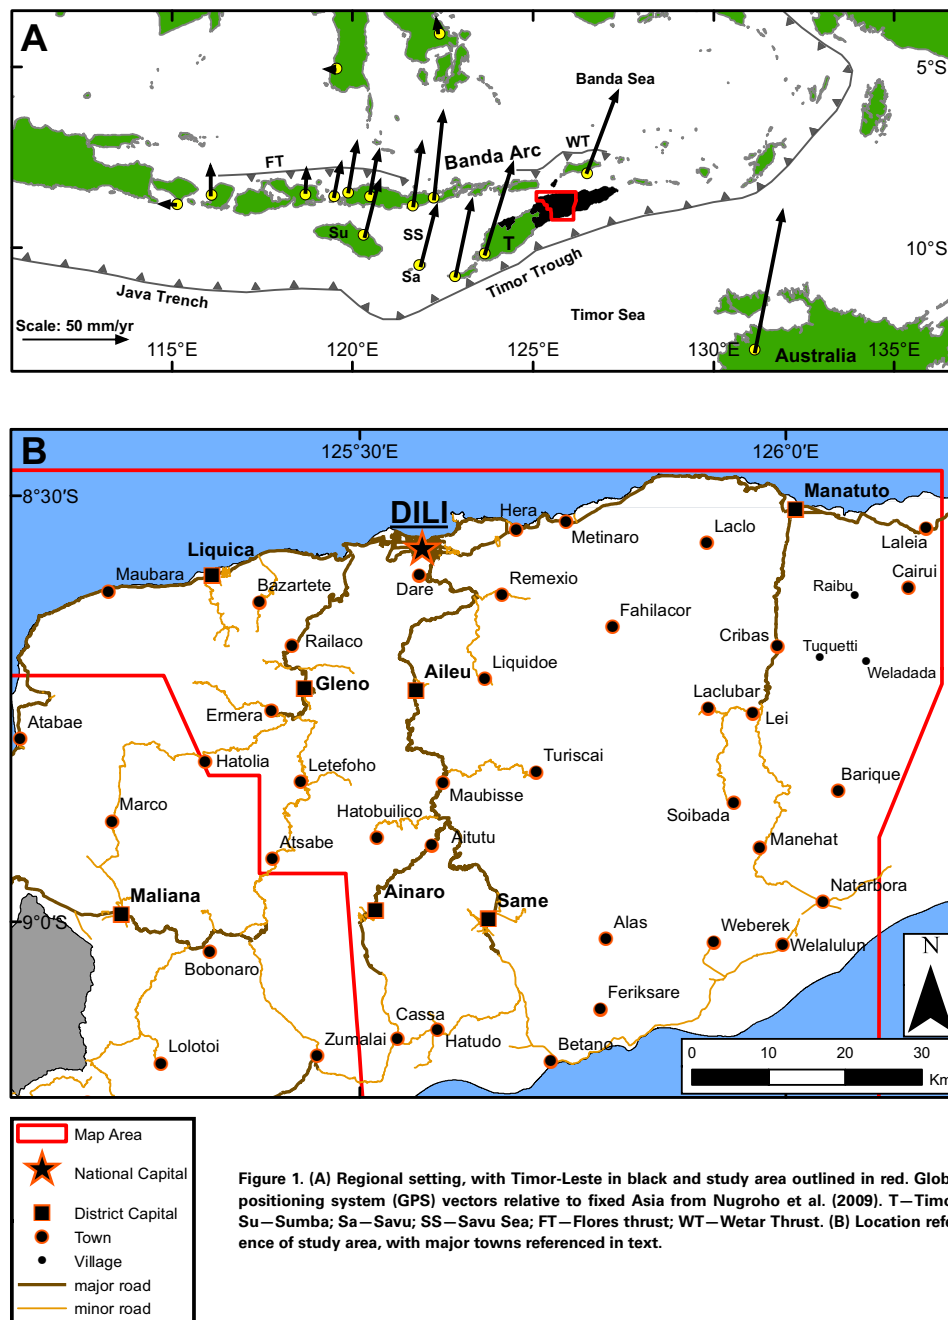 A
5°S
Banda Sea
WT
Banda Arc
FT
Su
SS
T
10°S
Sa
Timor Trough
Java Trench
Timor Sea
Scale: 50 mm/yr
115°E
120°E
125°E
130°E
135°E
Australia
B
125°30′E
126°0′E
8°30′S
Manatuto
DILI
Hera
Metinaro
Laclo
Laleia
Liquica
Maubara
Bazartete
Dare
Remexio
Raibu
Cairui
Fahilacor
Railaco
Cribas
Tuquetti
Weladada
Gleno
Aileu
Liquidoe
Laclubar
Lei
Ermera
Atabae
Hatolia
Letefoho
Turiscai
Maubisse
Barique
Marco
Hatobuilico
Soibada
Aitutu
Atsabe
Manehat
Maliana
Ainaro
Same
Natarbora
9°0′S
Alas
Weberek
Welalulun
Bobonaro
N
Feriksare
Cassa
Zumalai
Hatudo
Betano
Lolotoi
0 10 20 30
Km
Map Area
National Capital
District Capital
Town
Village
major road
minor road
Figure 1. (A) Regional setting, with Timor-Leste in black and study area outlined in red. Glob
positioning system (GPS) vectors relative to fixed Asia from Nugroho et al. (2009). T—Timo
Su—Sumba; Sa—Savu; SS—Savu Sea; FT—Flores thrust; WT—Wetar Thrust. (B) Location refe
ence of study area, with major towns referenced in text.